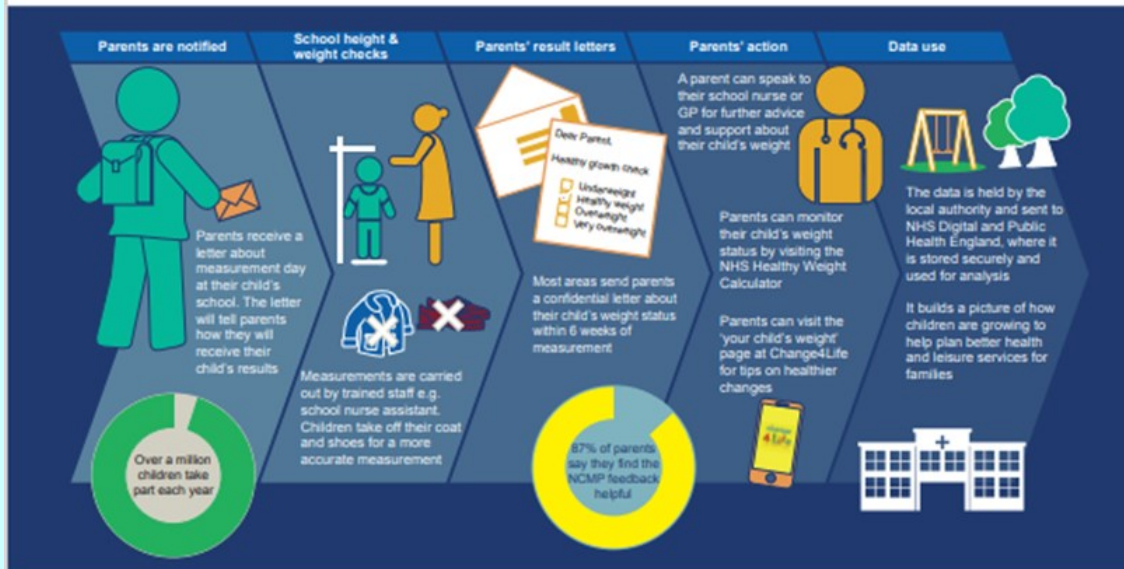 Parents are notified
School height &
weight checks
Parents' result letters
Parents' action
Data use
Parents receive a
letter about
measurement day
at their child's
school. The letter
will tell parents
how they will
receive their
child's results
Over a million
children take
part each year
Measurements are carried
out by trained staff e.g.
school nurse assistant.
Children take off their coat
and shoes for a more
accurate measurement
Dear Parent,
Healthy growth check
Underweight
Healthy weight
Overweight
Very overweight
Most areas send parents
a confidential letter about
their child's weight status
within 6 weeks of
measurement
87% of parents
say they find the
NCMP feedback
helpful
A parent can speak to
their school nurse or
GP for further advice
and support about
their child's weight
Parents can monitor
their child's weight
status by visiting the
NHS Healthy Weight
Calculator
Parents can visit the
'your child's weight'
page at Change4Life
for tips on healthier
changes
change
4Life
The data is held by the
local authority and sent to
NHS Digital and Public
Health England, where it
is stored securely and
used for analysis
It builds a picture of how
children are growing to
help plan better health
and leisure services for
families